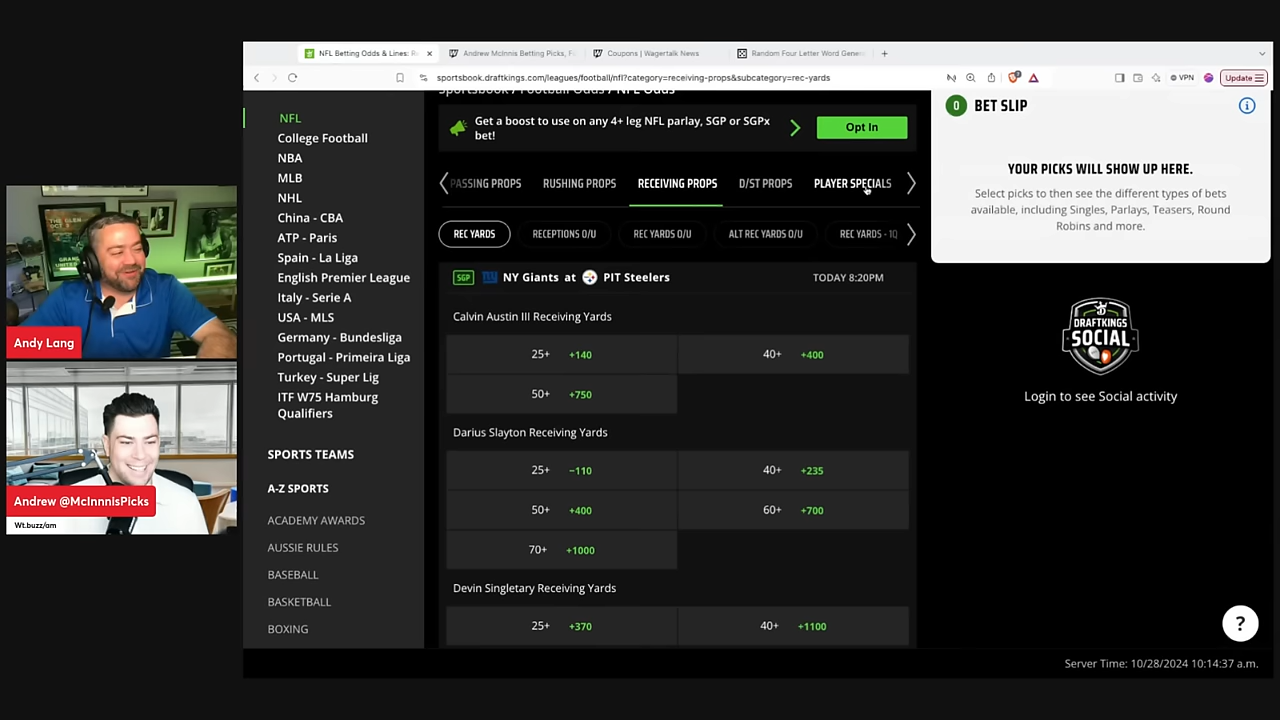 NFL Betting Odds & Lines: R
Andrew McInnis Betting Picks, F
Coupons | Wagertalk News
Random Four Letter Word Gene
sportsbook.draftkings.com/leagues/football/nfl?category=receiving-props&subcategory=rec-yards
VPN
Update
Sportsbook / Football Odds / NFL Odds
NFL
College Football
NBA
MLB
NHL
China - CBA
ATP - Paris
Spain - La Liga
English Premier League
Italy - Serie A
USA - MLS
Germany - Bundesliga
Portugal - Primeira Liga
Turkey - Super Lig
ITF W75 Hamburg
Qualifiers
SPORTS TEAMS
A-Z SPORTS
ACADEMY AWARDS
AUSSIE RULES
BASEBALL
BASKETBALL
BOXING
Get a boost to use on any 4+ leg NFL parlay, SGP or SGPx
bet!
Opt In
PASSING PROPS RUSHING PROPS RECEIVING PROPS D/ST PROPS PLAYER SPECIALS
REC YARDS RECEPTIONS O/U REC YARDS O/U ALT REC YARDS O/U REC YARDS - 1Q
SGP NY Giants at PIT Steelers TODAY 8:20PM
Calvin Austin III Receiving Yards
25+ +140 40+ +400
50+ +750
Darius Slayton Receiving Yards
25+ −110 40+ +235
50+ +400 60+ +700
70+ +1000
Devin Singletary Receiving Yards
25+ +370 40+ +1100
0 BET SLIP
YOUR PICKS WILL SHOW UP HERE.
Select picks to then see the different types of bets
available, including Singles, Parlays, Teasers, Round
Robins and more.
DRAFTKINGS
SOCIAL
Login to see Social activity
?
Server Time: 10/28/2024 10:14:37 a.m.
Andy Lang
Andrew @McInnnisPicks
Wt.buzz/am